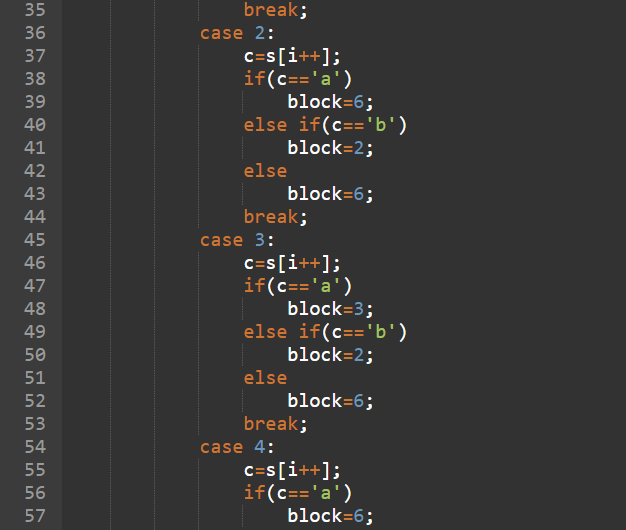 35 break;
36 case 2:
37 c=s[i++];
38 if(c=='a')
39 block=6;
40 else if(c=='b')
41 block=2;
42 else
43 block=6;
44 break;
45 case 3:
46 c=s[i++];
47 if(c=='a')
48 block=3;
49 else if(c=='b')
50 block=2;
51 else
52 block=6;
53 break;
54 case 4:
55 c=s[i++];
56 if(c=='a')
57 block=6;